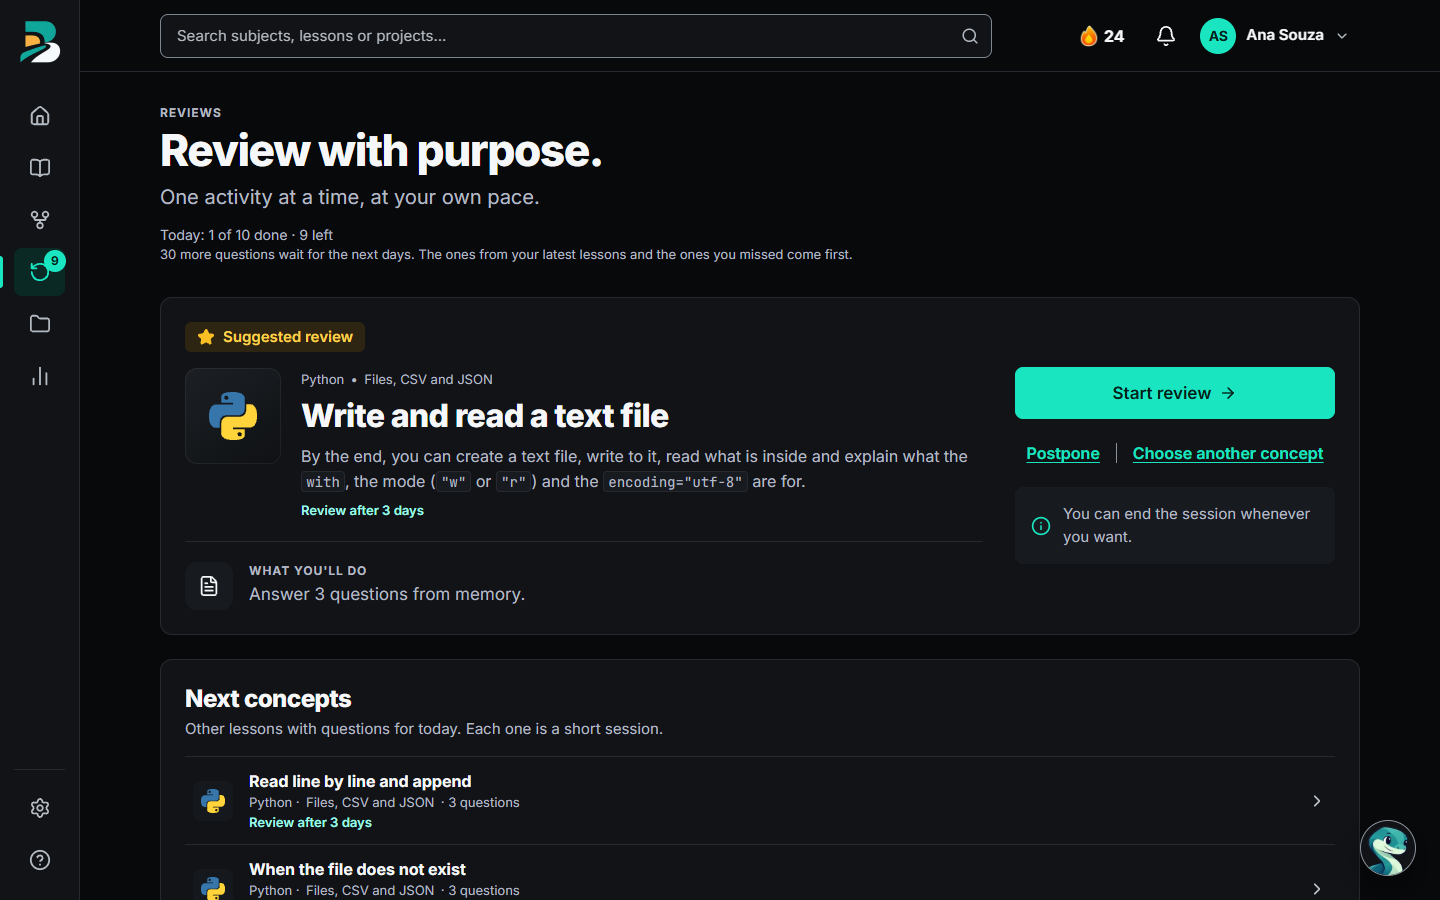 Search subjects, lessons or projects...
24
AS
Ana Souza
9
REVIEWS
Review with purpose.
One activity at a time, at your own pace.
Today: 1 of 10 done · 9 left
30 more questions wait for the next days. The ones from your latest lessons and the ones you missed come first.
Suggested review
Python • Files, CSV and JSON
Write and read a text file
By the end, you can create a text file, write to it, read what is inside and explain what the
with, the mode ("w" or "r") and the encoding="utf-8" are for.
Review after 3 days
Start review →
Postpone
Choose another concept
You can end the session whenever
you want.
WHAT YOU'LL DO
Answer 3 questions from memory.
Next concepts
Other lessons with questions for today. Each one is a short session.
Read line by line and append
Python · Files, CSV and JSON · 3 questions
Review after 3 days
When the file does not exist
Python · Files, CSV and JSON · 3 questions